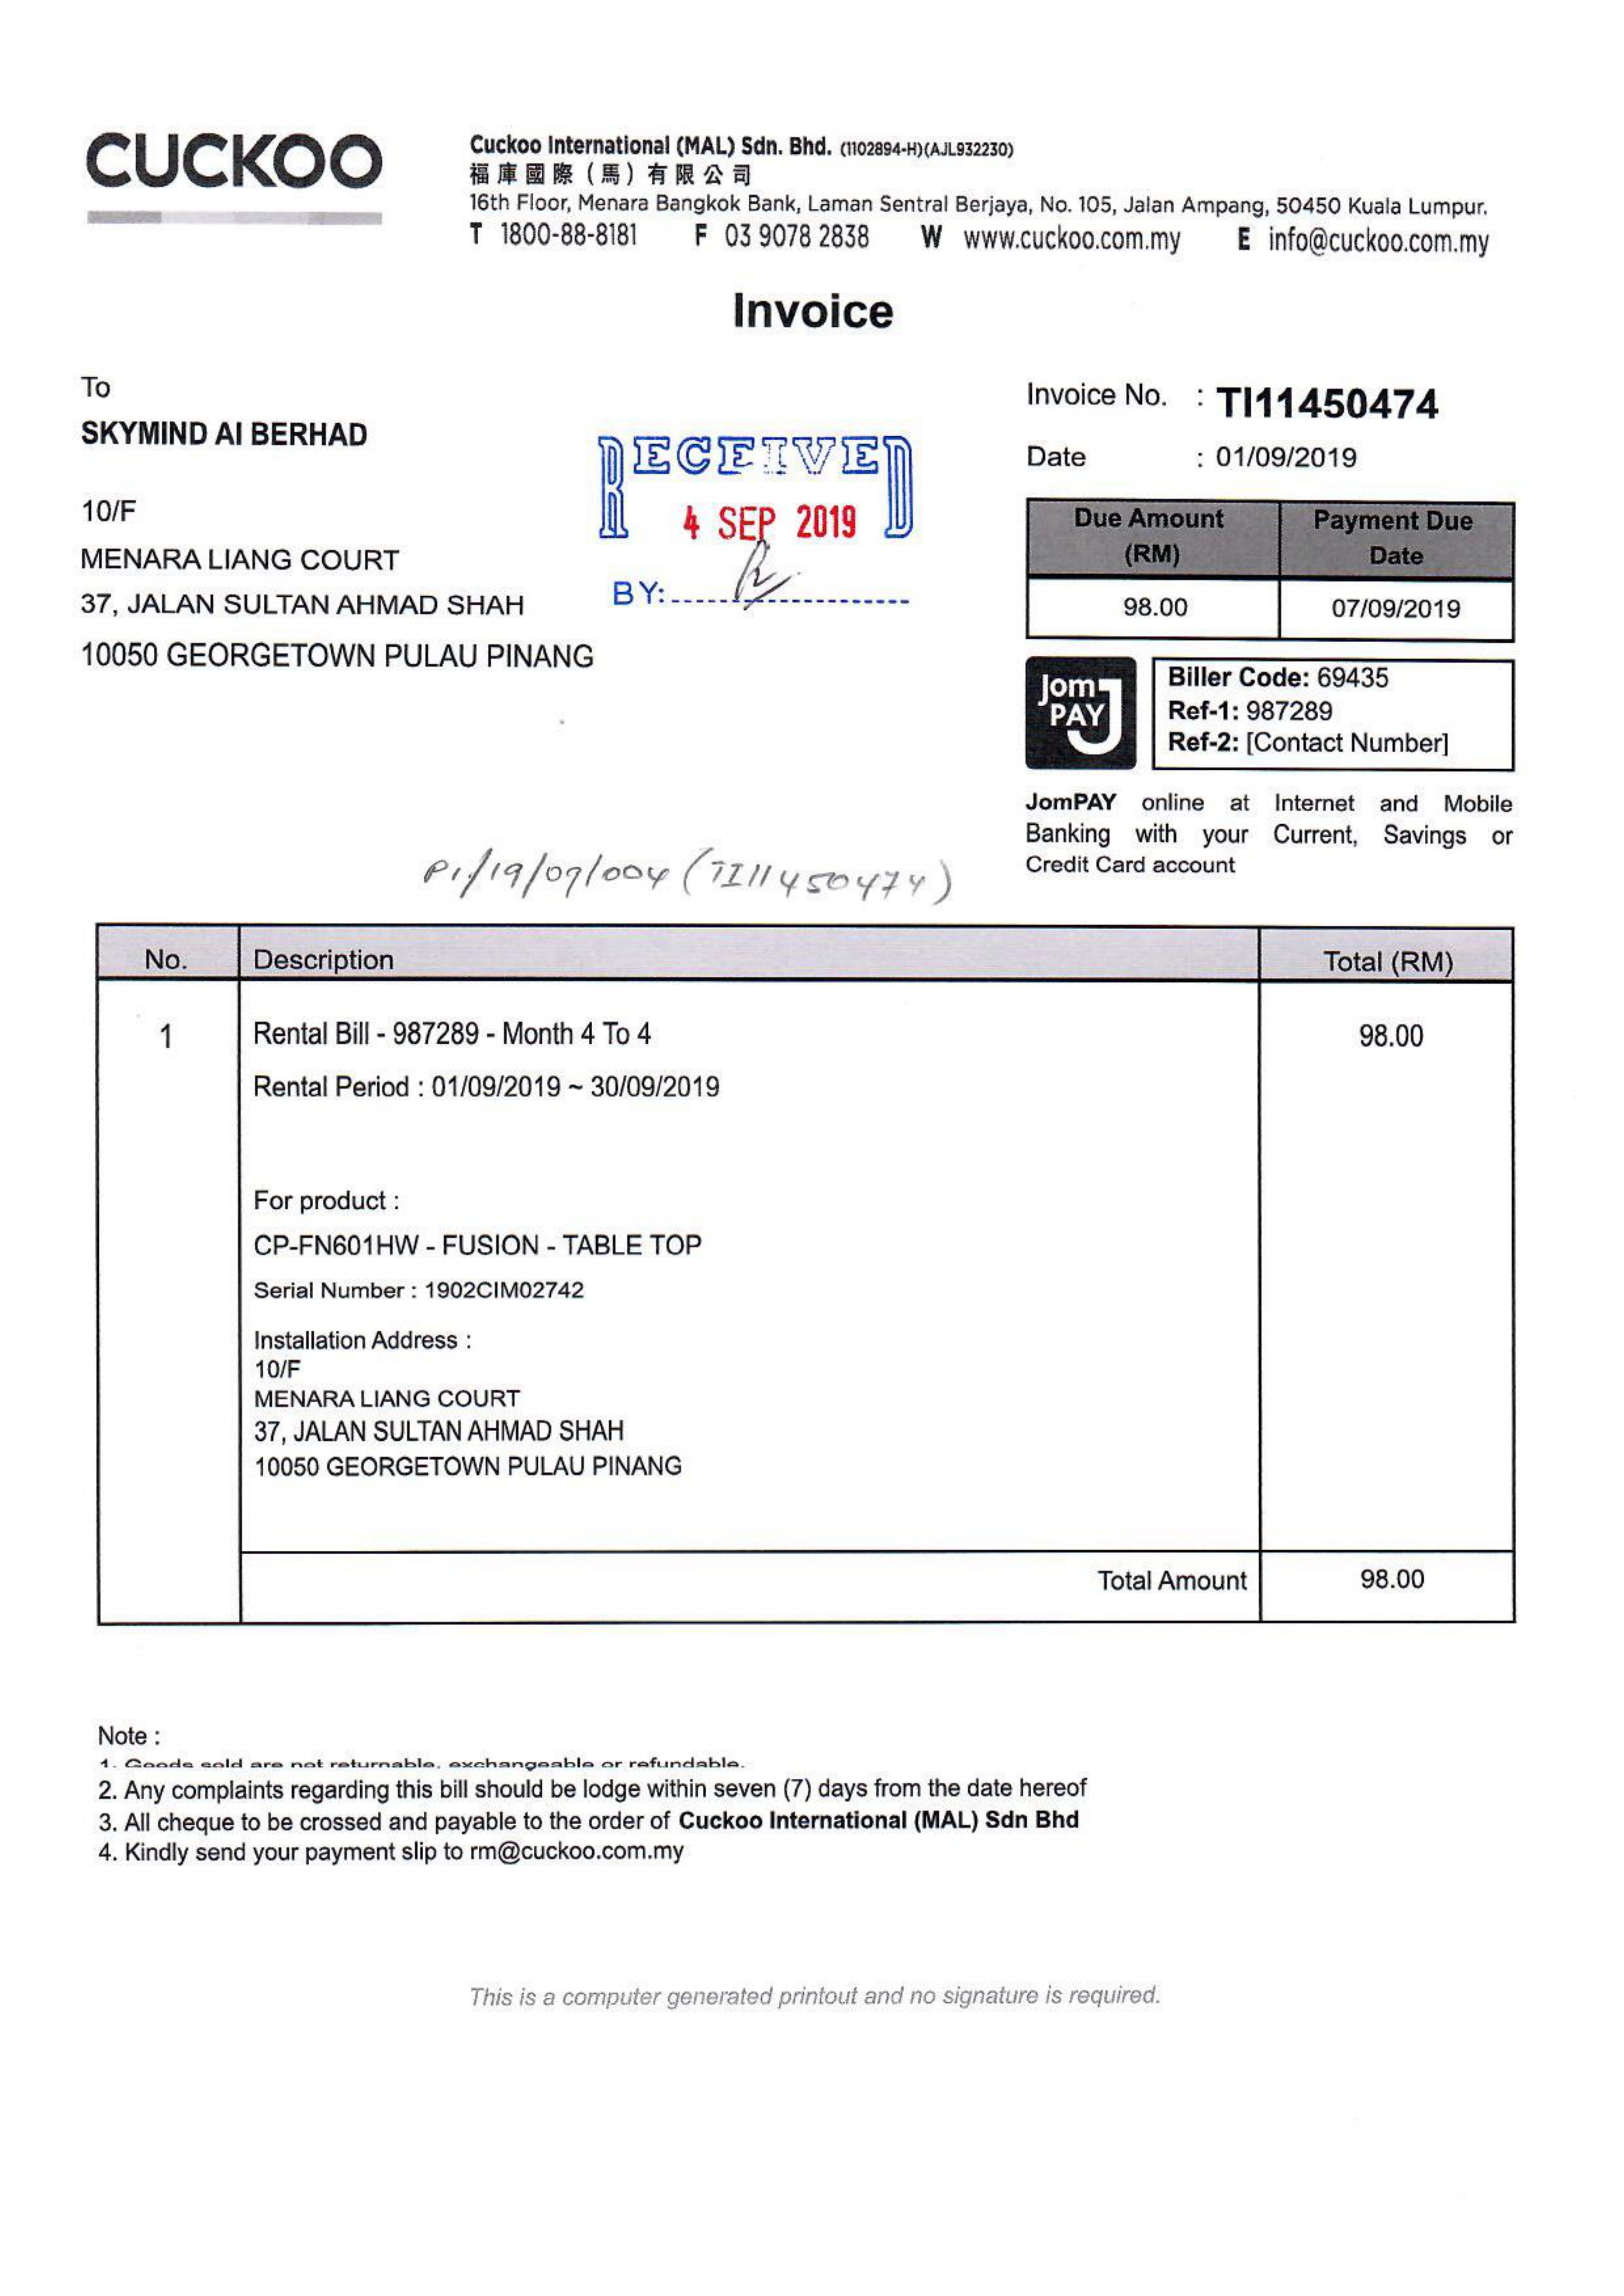 CUCKOO
Cuckoo International (MAL) Sdn. Bhd. (1102894-H)(AJL932230)
福庫國際（馬）有限公司
16th Floor, Menara Bangkok Bank, Laman Sentral Berjaya, No. 105, Jalan Ampang, 50450 Kuala Lumpur.
T 1800-88-8181 F 03 9078 2838 W www.cuckoo.com.my E info@cuckoo.com.my
Invoice
To
SKYMIND AI BERHAD
10/F
MENARA LIANG COURT
37, JALAN SULTAN AHMAD SHAH
10050 GEORGETOWN PULAU PINANG
RECEIVED
4 SEP 2019
BY:
Invoice No. : TI11450474
Date : 01/09/2019
Due Amount (RM) Payment Due Date
98.00 07/09/2019
Jom PAY
Biller Code: 69435
Ref-1: 987289
Ref-2: [Contact Number]
JomPAY online at Internet and Mobile
Banking with your Current, Savings or
Credit Card account
PI/19/09/004 (TI11450474)
No. Description Total (RM)
1 Rental Bill - 987289 - Month 4 To 4 98.00
Rental Period : 01/09/2019 ~ 30/09/2019
For product :
CP-FN601HW - FUSION - TABLE TOP
Serial Number : 1902CIM02742
Installation Address :
10/F
MENARA LIANG COURT
37, JALAN SULTAN AHMAD SHAH
10050 GEORGETOWN PULAU PINANG
Total Amount 98.00
Note :
1. Goods sold are not returnable, exchangeable or refundable.
2. Any complaints regarding this bill should be lodge within seven (7) days from the date hereof
3. All cheque to be crossed and payable to the order of Cuckoo International (MAL) Sdn Bhd
4. Kindly send your payment slip to rm@cuckoo.com.my
This is a computer generated printout and no signature is required.